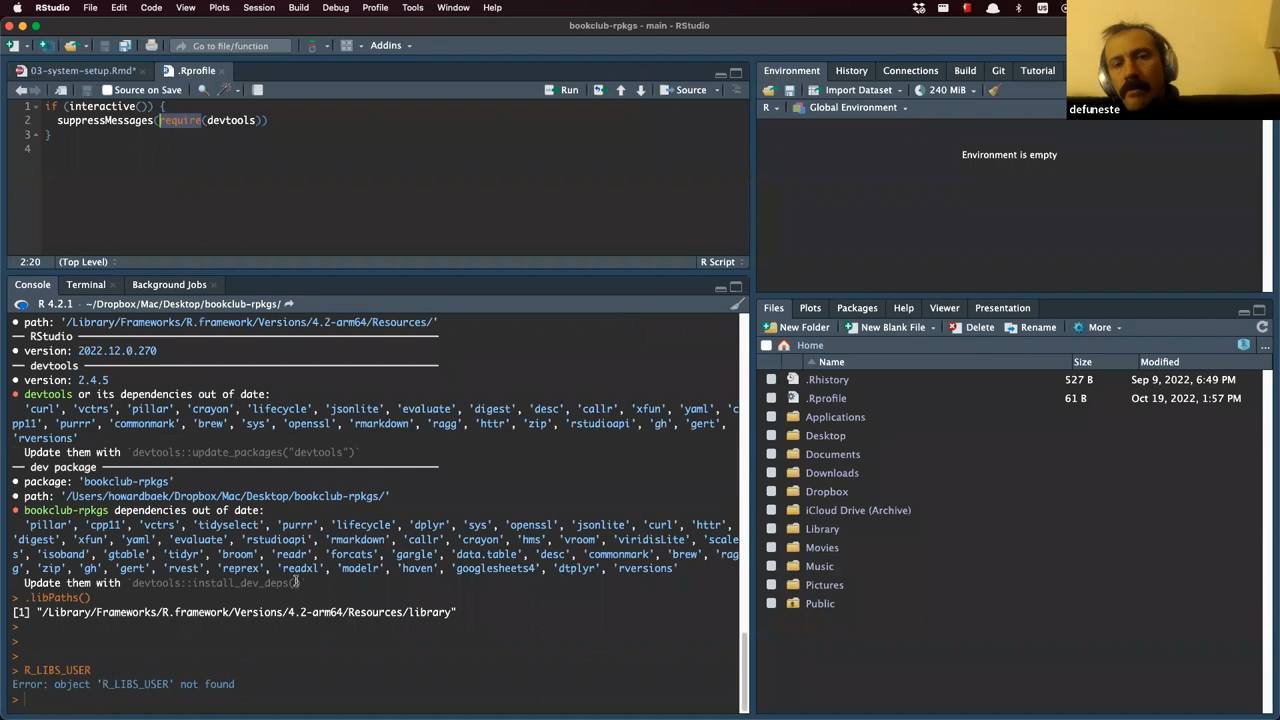 RStudio File Edit Code View Plots Session Build Debug Profile Tools Window Help
bookclub-rpkgs - main - RStudio
Go to file/function Addins
03-system-setup.Rmd* .Rprofile
Source on Save Run Source
1 if (interactive()) {
2 suppressMessages(require(devtools))
3 }
4
2:20 (Top Level) R Script
Console Terminal Background Jobs
R 4.2.1 · ~/Dropbox/Mac/Desktop/bookclub-rpkgs/
• path: '/Library/Frameworks/R.framework/Versions/4.2-arm64/Resources/'
— RStudio
• version: 2022.12.0.270
— devtools
• version: 2.4.5
• devtools or its dependencies out of date:
'curl', 'vctrs', 'pillar', 'crayon', 'lifecycle', 'jsonlite', 'evaluate', 'digest', 'desc', 'callr', 'xfun', 'yaml', 'c
pp11', 'purrr', 'commonmark', 'brew', 'sys', 'openssl', 'rmarkdown', 'ragg', 'httr', 'zip', 'rstudioapi', 'gh', 'gert',
'rversions'
Update them with `devtools::update_packages("devtools")`
— dev package
• package: 'bookclub-rpkgs'
• path: '/Users/howardbaek/Dropbox/Mac/Desktop/bookclub-rpkgs/'
• bookclub-rpkgs dependencies out of date:
'pillar', 'cpp11', 'vctrs', 'tidyselect', 'purrr', 'lifecycle', 'dplyr', 'sys', 'openssl', 'jsonlite', 'curl', 'httr',
'digest', 'xfun', 'yaml', 'evaluate', 'rstudioapi', 'rmarkdown', 'callr', 'crayon', 'hms', 'vroom', 'viridisLite', 'scale
s', 'isoband', 'gtable', 'tidyr', 'broom', 'readr', 'forcats', 'gargle', 'data.table', 'desc', 'commonmark', 'brew', 'rag
g', 'zip', 'gh', 'gert', 'rvest', 'reprex', 'readxl', 'modelr', 'haven', 'googlesheets4', 'dtplyr', 'rversions'
Update them with `devtools::install_dev_deps()`
> .libPaths()
[1] "/Library/Frameworks/R.framework/Versions/4.2-arm64/Resources/library"
>
>
>
> R_LIBS_USER
Error: object 'R_LIBS_USER' not found
>
Environment History Connections Build Git Tutorial
Import Dataset 240 MiB
R Global Environment
Environment is empty
Files Plots Packages Help Viewer Presentation
New Folder New Blank File Delete Rename More
Home
Name Size Modified
.Rhistory 527 B Sep 9, 2022, 6:49 PM
.Rprofile 61 B Oct 19, 2022, 1:57 PM
Applications
Desktop
Documents
Downloads
Dropbox
iCloud Drive (Archive)
Library
Movies
Music
Pictures
Public
US
defuneste